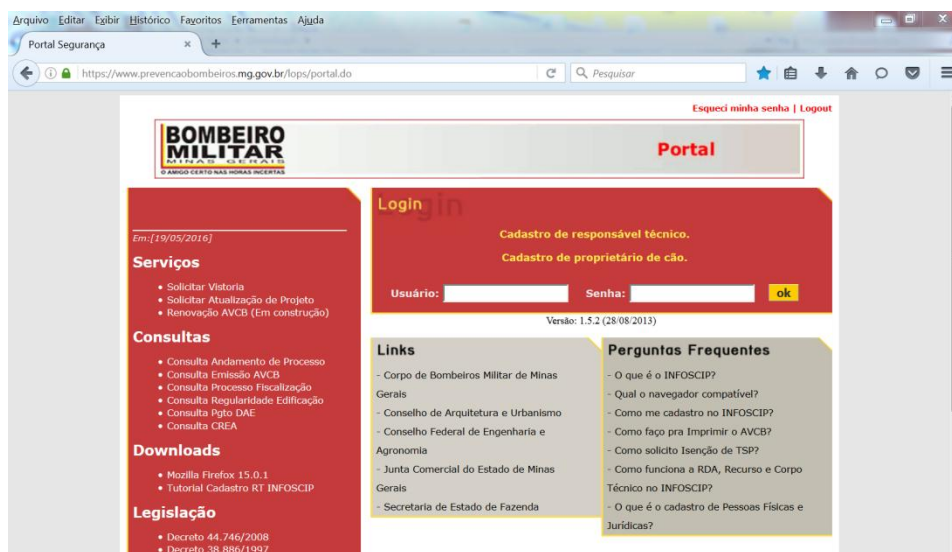 Arquivo Editar Exibir Histórico Favoritos Ferramentas Ajuda
Portal Segurança
https://www.prevencaobombeiros.mg.gov.br/lops/portal.do
Pesquisar
Esqueci minha senha | Logout
BOMBEIRO
MILITAR
MINAS GERAIS
O AMIGO CERTO NAS HORAS INCERTAS
Portal
Em:[19/05/2016]
Serviços
• Solicitar Vistoria
• Solicitar Atualização de Projeto
• Renovação AVCB (Em construção)
Consultas
• Consulta Andamento de Processo
• Consulta Emissão AVCB
• Consulta Processo Fiscalização
• Consulta Regularidade Edificação
• Consulta Pgto DAE
• Consulta CREA
Downloads
• Mozilla Firefox 15.0.1
• Tutorial Cadastro RT INFOSCIP
Legislação
• Decreto 44.746/2008
• Decreto 38.886/1997
Login
Cadastro de responsável técnico.
Cadastro de proprietário de cão.
Usuário: Senha: ok
Versão: 1.5.2 (28/08/2013)
Links
- Corpo de Bombeiros Militar de Minas
Gerais
- Conselho de Arquitetura e Urbanismo
- Conselho Federal de Engenharia e
Agronomia
- Junta Comercial do Estado de Minas
Gerais
- Secretaria de Estado de Fazenda
Perguntas Frequentes
- O que é o INFOSCIP?
- Qual o navegador compatível?
- Como me cadastro no INFOSCIP?
- Como faço pra Imprimir o AVCB?
- Como solicito Isenção de TSP?
- Como funciona a RDA, Recurso e Corpo
Técnico no INFOSCIP?
- O que é o cadastro de Pessoas Físicas e
Jurídicas?